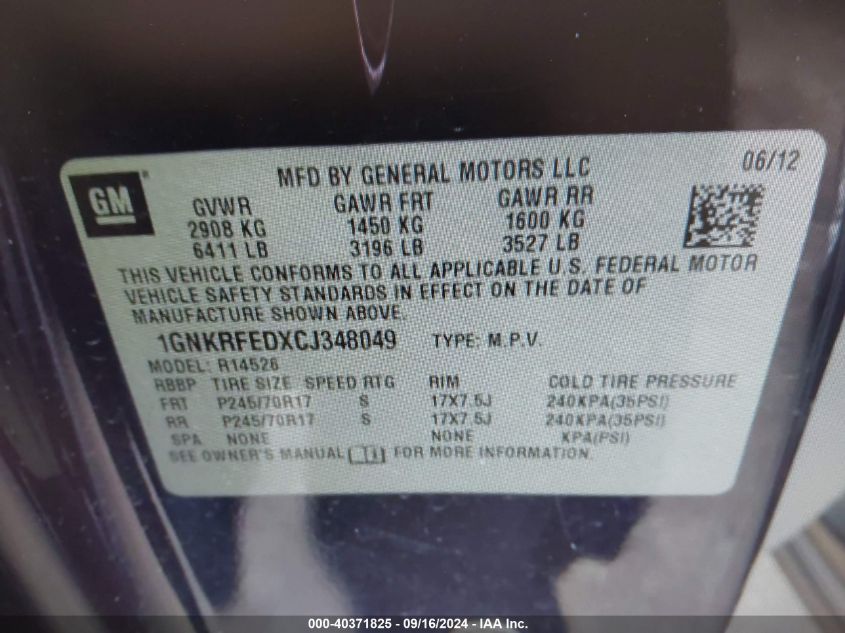 GM
MFD BY GENERAL MOTORS LLC
06/12
GVWR GAWR FRT GAWR RR
2908 KG 1450 KG 1600 KG
6411 LB 3196 LB 3527 LB
THIS VEHICLE CONFORMS TO ALL APPLICABLE U.S. FEDERAL MOTOR
VEHICLE SAFETY STANDARDS IN EFFECT ON THE DATE OF
MANUFACTURE SHOWN ABOVE.
1GNKRFEDXCJ348049 TYPE: M.P.V.
MODEL: R14526
RBBP TIRE SIZE SPEED RTG RIM COLD TIRE PRESSURE
FRT P245/70R17 S 17X7.5J 240KPA(35PSI)
RR P245/70R17 S 17X7.5J 240KPA(35PSI)
SPA NONE NONE KPA(PSI)
SEE OWNER'S MANUAL FOR MORE INFORMATION.
000-40371825 - 09/16/2024 - IAA Inc.